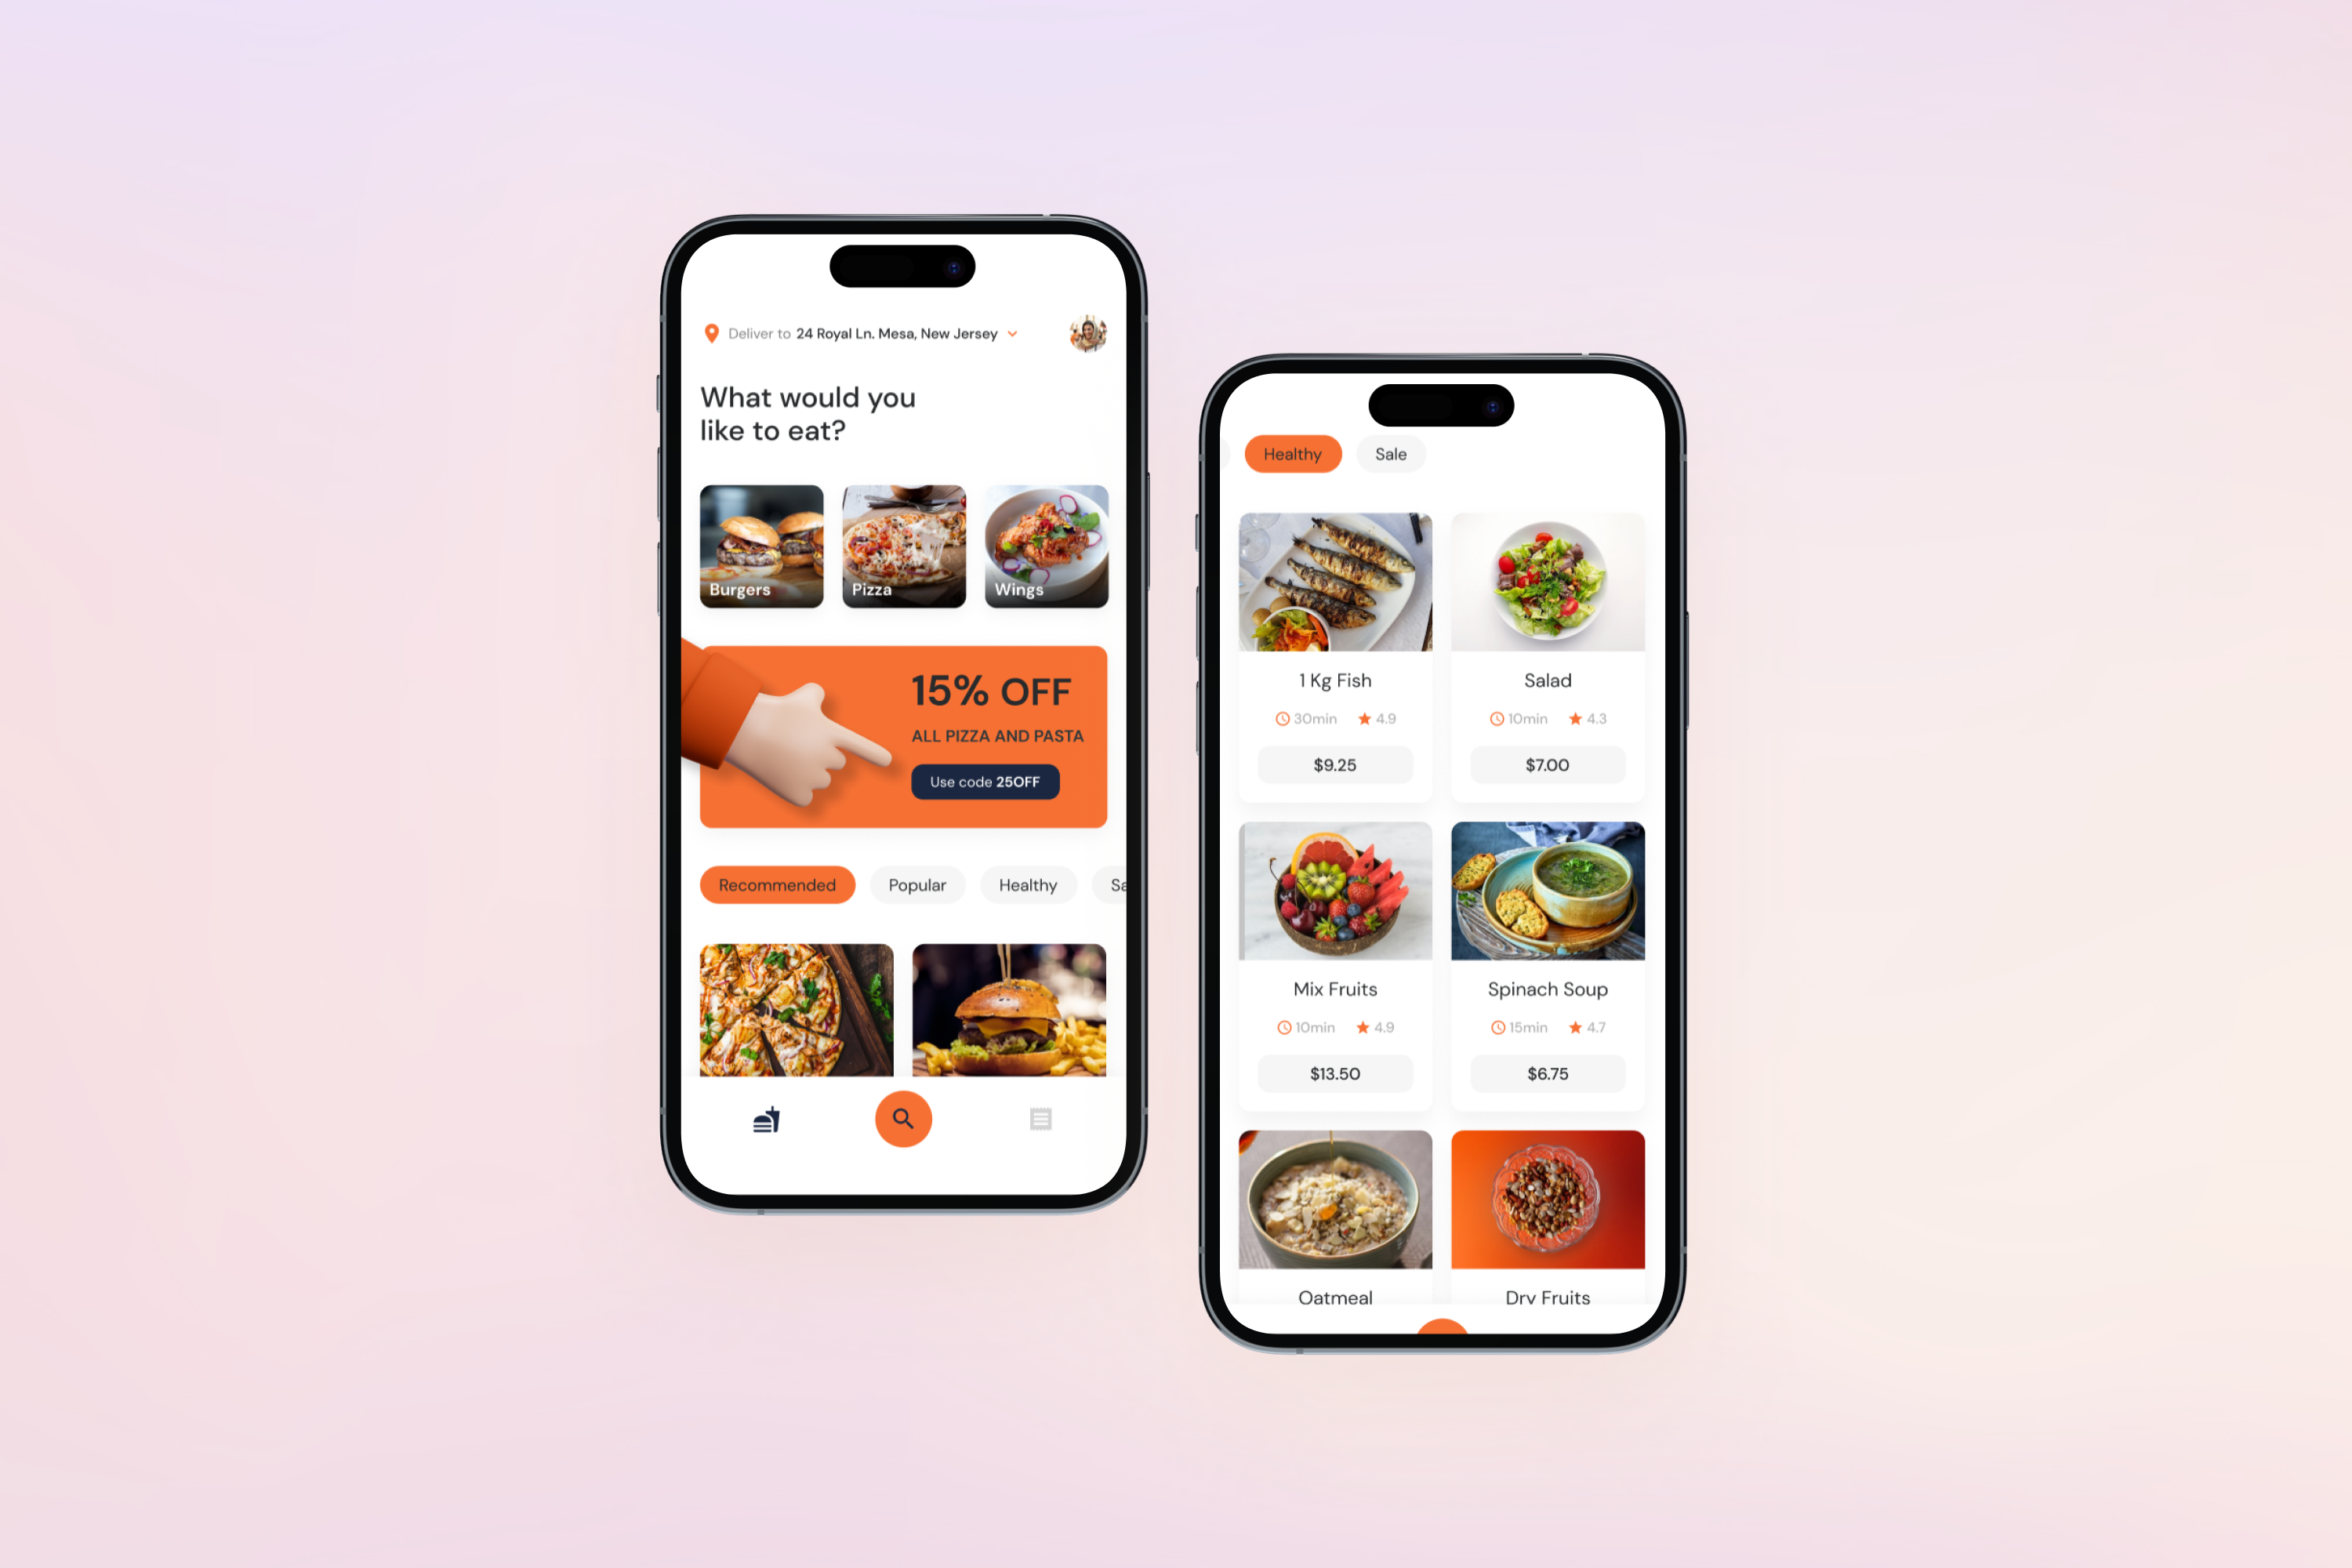 Deliver to 24 Royal Ln. Mesa, New Jersey
What would you
like to eat?
Burgers
Pizza
Wings
15% OFF
ALL PIZZA AND PASTA
Use code 25OFF
Recommended
Popular
Healthy
Sa
Healthy
Sale
1 Kg Fish
Salad
30min 4.9
10min 4.3
$9.25
$7.00
Mix Fruits
Spinach Soup
10min 4.9
15min 4.7
$13.50
$6.75
Oatmeal
Dry Fruits